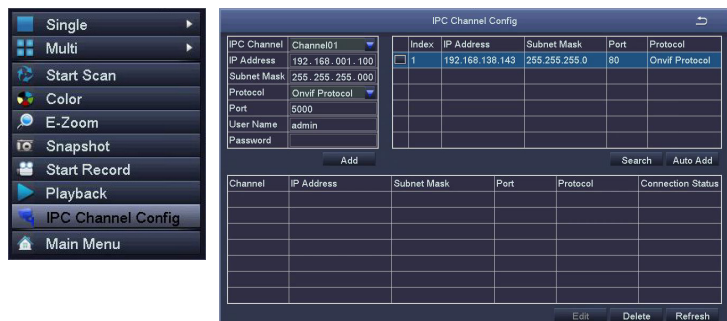 Single
Multi
Start Scan
Color
E-Zoom
Snapshot
Start Record
Playback
IPC Channel Config
Main Menu
IPC Channel Config
IPC Channel Channel01
IP Address 192.168.001.100
Subnet Mask 255.255.255.000
Protocol Onvif Protocol
Port 5000
User Name admin
Password
Add
Index IP Address Subnet Mask Port Protocol
1 192.168.138.143 255.255.255.0 80 Onvif Protocol
Search Auto Add
Channel IP Address Subnet Mask Port Protocol Connection Status
Edit Delete Refresh